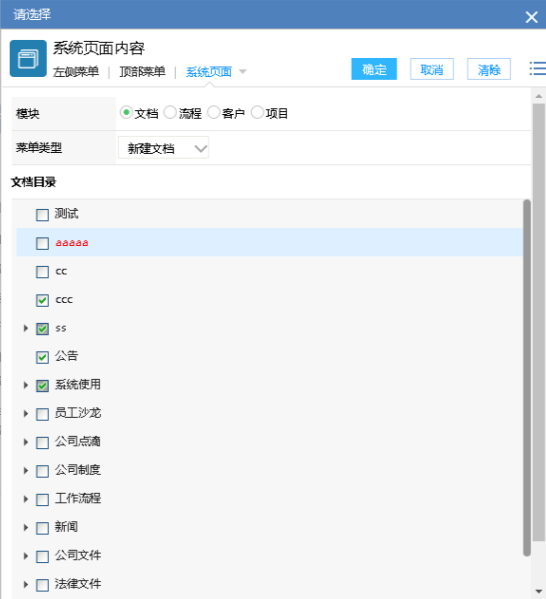 请选择
系统页面内容
左侧菜单 | 顶部菜单 | 系统页面
确定 取消 清除
模块 文档 流程 客户 项目
菜单类型 新建文档
文档目录
测试
aaaaa
cc
ccc
ss
公告
系统使用
员工沙龙
公司点滴
公司制度
工作流程
新闻
公司文件
法律文件